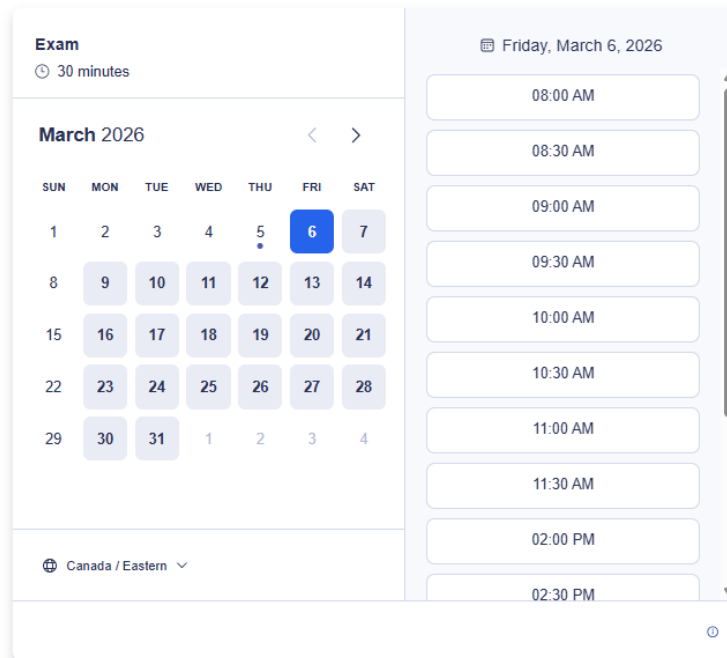 Exam
30 minutes
March 2026
SUN MON TUE WED THU FRI SAT
1 2 3 4 5 6 7
8 9 10 11 12 13 14
15 16 17 18 19 20 21
22 23 24 25 26 27 28
29 30 31 1 2 3 4
Canada / Eastern
Friday, March 6, 2026
08:00 AM
08:30 AM
09:00 AM
09:30 AM
10:00 AM
10:30 AM
11:00 AM
11:30 AM
02:00 PM
02:30 PM